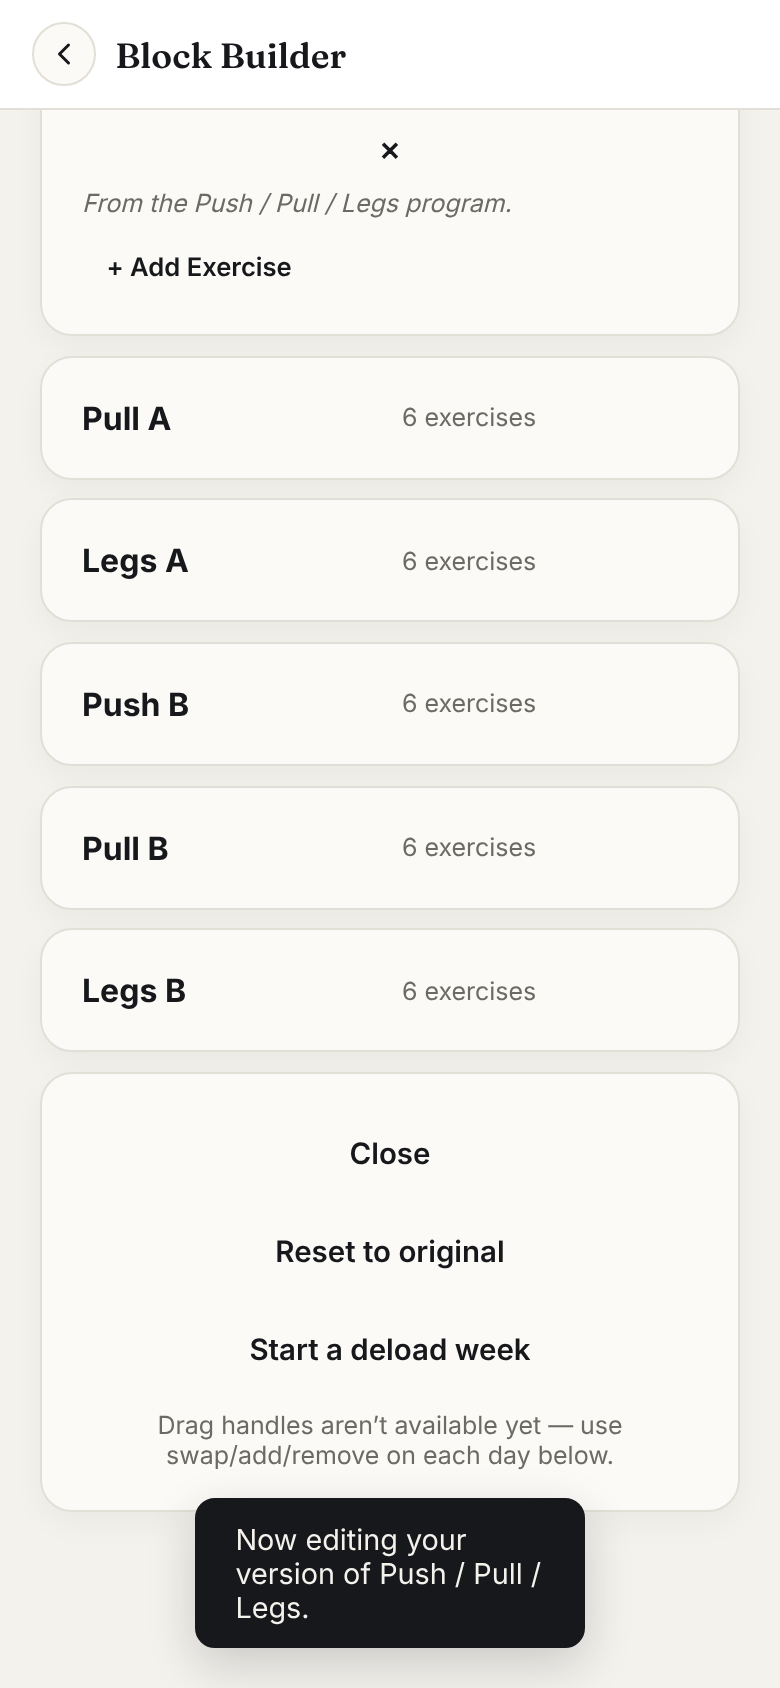 Block Builder
×
From the Push / Pull / Legs program.
+ Add Exercise
Pull A 6 exercises
Legs A 6 exercises
Push B 6 exercises
Pull B 6 exercises
Legs B 6 exercises
Close
Reset to original
Start a deload week
Drag handles aren’t available yet — use
swap/add/remove on each day below.
Now editing your
version of Push / Pull /
Legs.